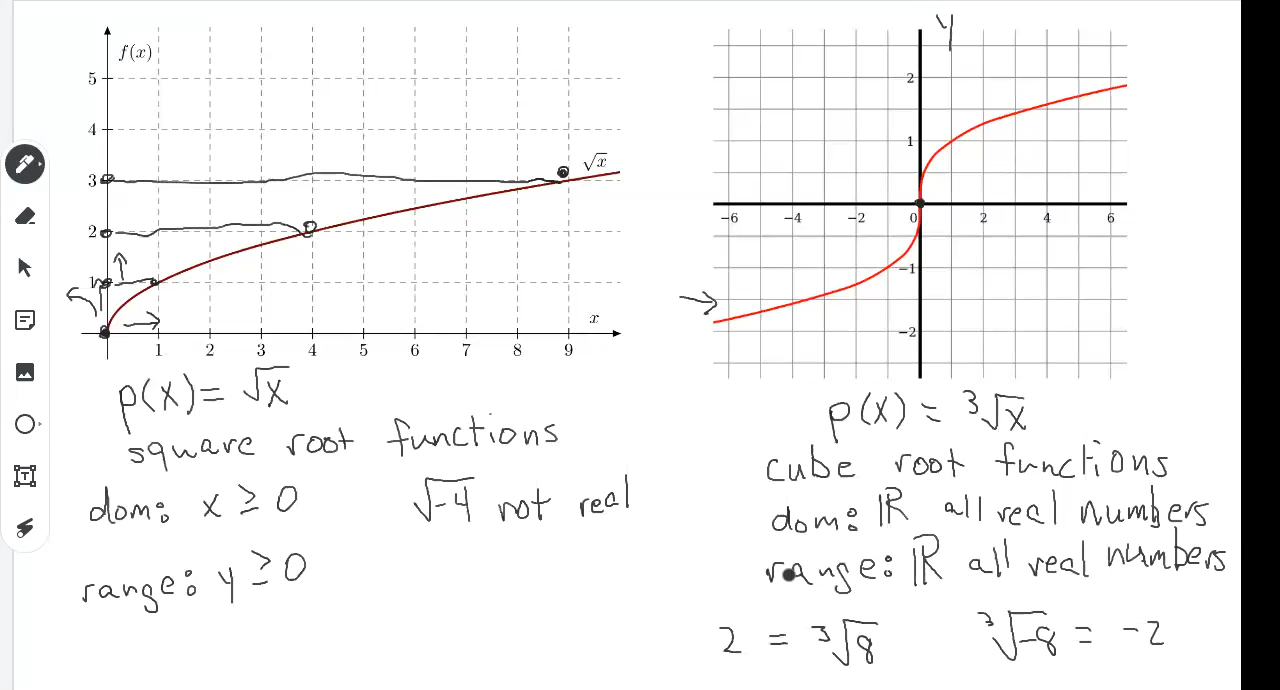 f(x)
5
4
3
2
1
√x
x
1 2 3 4 5 6 7 8 9
p(x) = √x
square root functions
dom: x ≥ 0 √-4 not real
range: y ≥ 0
y
2
1
-6 -4 -2 0 2 4 6
-1
-2
p(x) = ³√x
cube root functions
dom: ℝ all real numbers
range: ℝ all real numbers
2 = ³√8 ³√-8 = -2
T